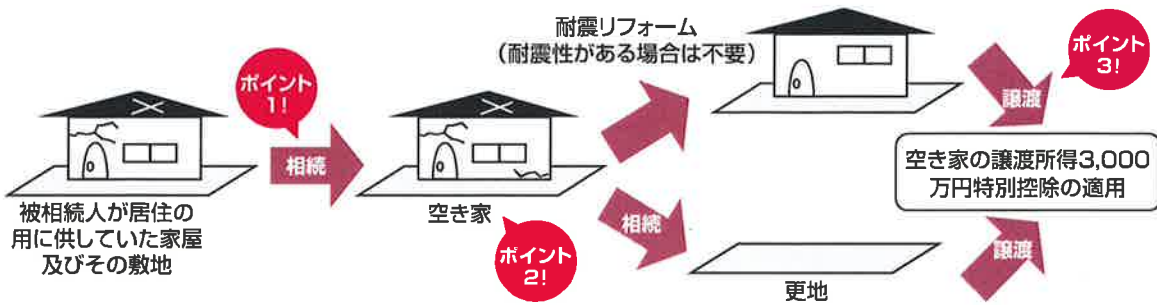 ポイント
1!
相続
被相続人が居住の
用に供していた家屋
及びその敷地
空き家
ポイント
2!
耐震リフォーム
（耐震性がある場合は不要）
相続
更地
譲渡
ポイント
3!
空き家の譲渡所得3,000
万円特別控除の適用
譲渡